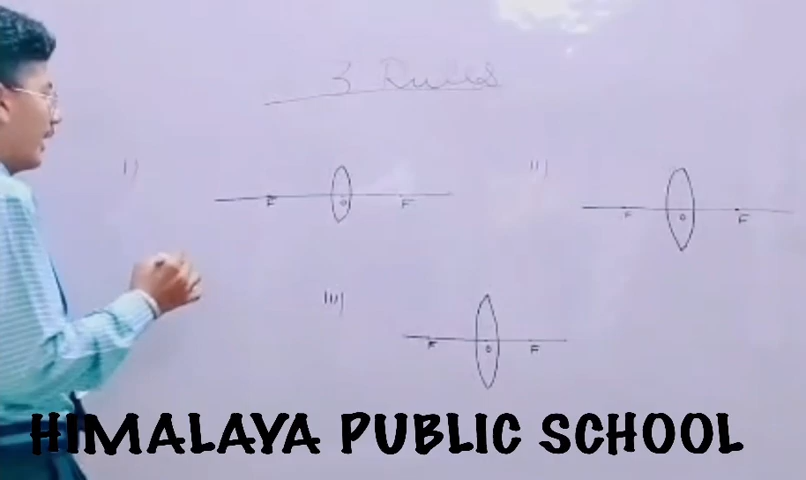 3 Rules
i)
F O F
ii)
F O F
iii)
F O F
HIMALAYA PUBLIC SCHOOL